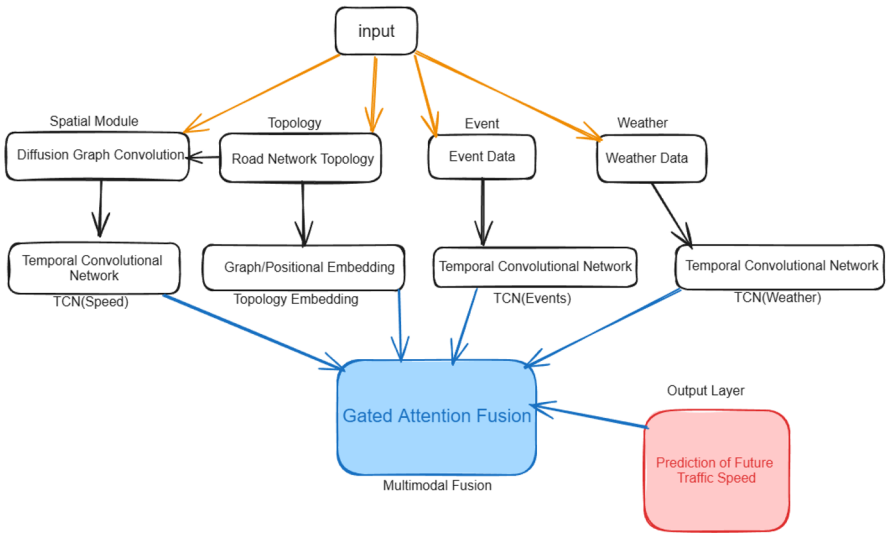 input
Spatial Module
Topology
Event
Weather
Diffusion Graph Convolution
Road Network Topology
Event Data
Weather Data
Temporal Convolutional
Network
Graph/Positional Embedding
Temporal Convolutional Network
Temporal Convolutional Network
TCN(Speed)
Topology Embedding
TCN(Events)
TCN(Weather)
Gated Attention Fusion
Multimodal Fusion
Output Layer
Prediction of Future
Traffic Speed